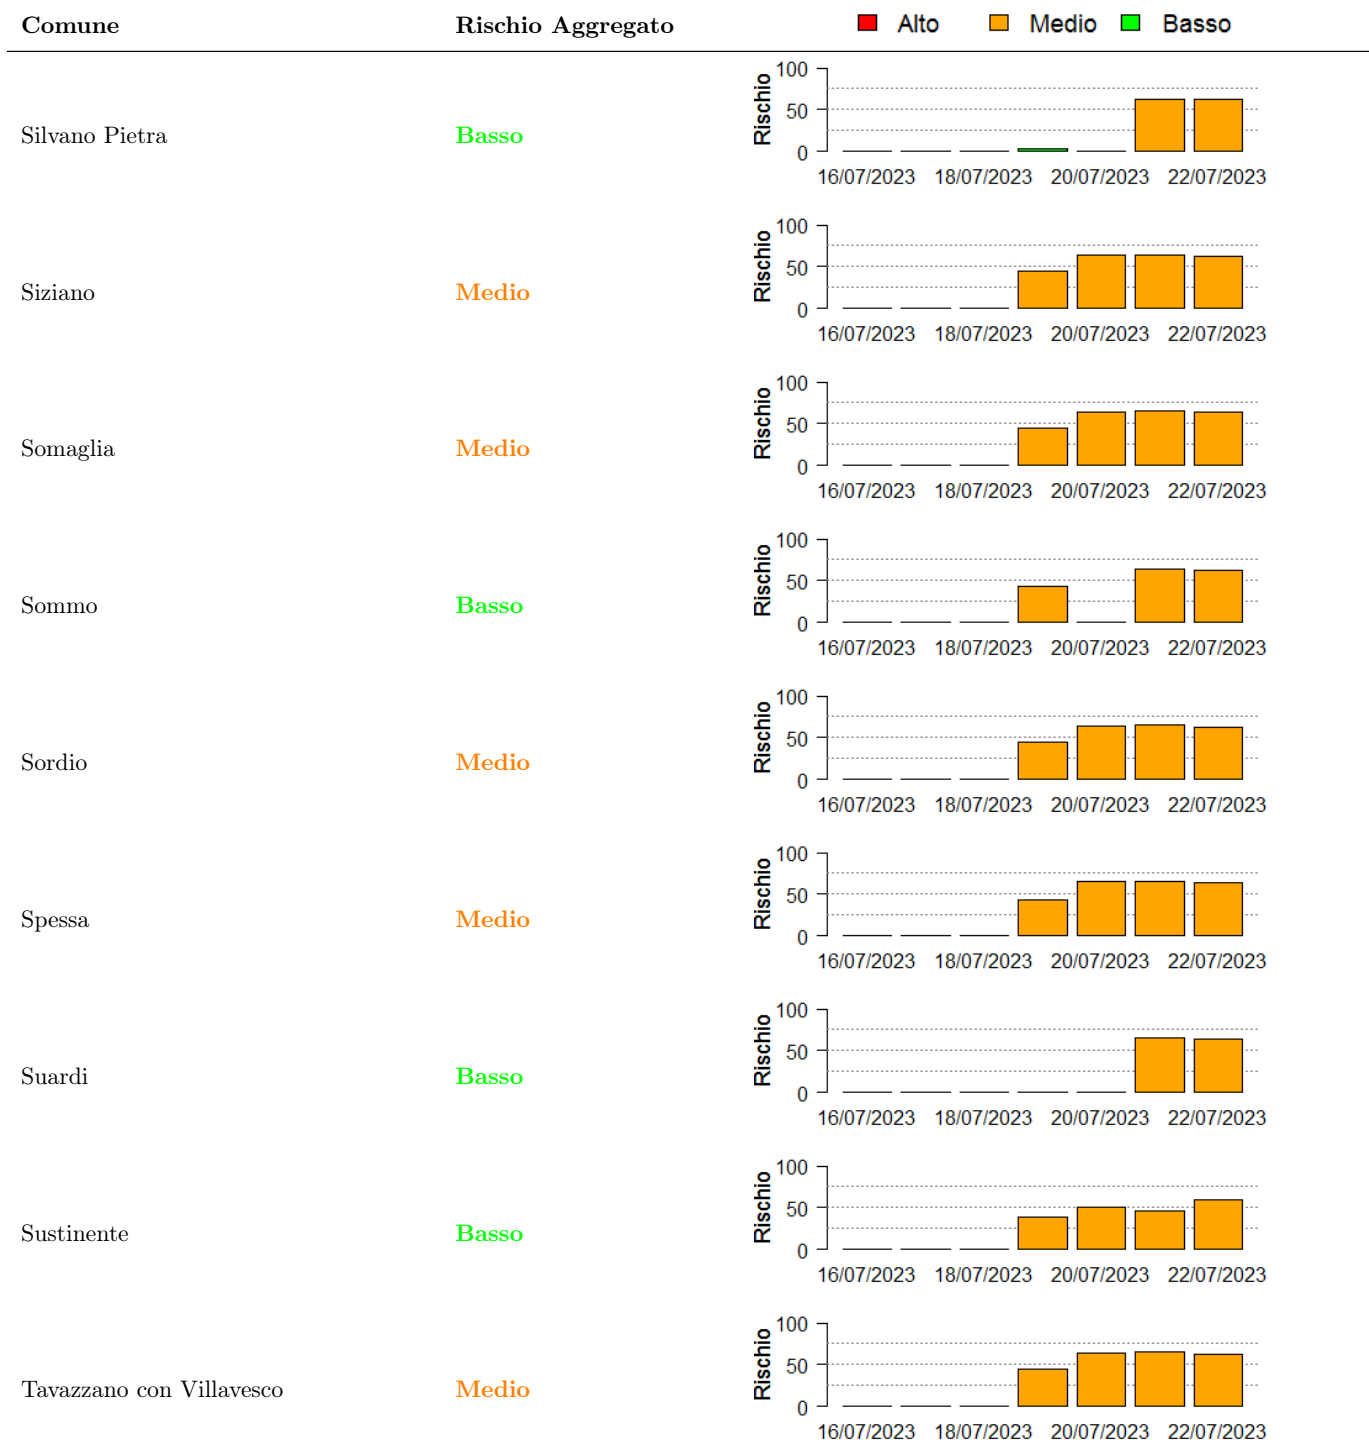 Comune Rischio Aggregato Alto Medio Basso
100
50
0
Rischio
Silvano Pietra Basso
16/07/2023 18/07/2023 20/07/2023 22/07/2023
100
50
0
Rischio
Siziano Medio
16/07/2023 18/07/2023 20/07/2023 22/07/2023
100
50
0
Rischio
Somaglia Medio
16/07/2023 18/07/2023 20/07/2023 22/07/2023
100
50
0
Rischio
Sommo Basso
16/07/2023 18/07/2023 20/07/2023 22/07/2023
100
50
0
Rischio
Sordio Medio
16/07/2023 18/07/2023 20/07/2023 22/07/2023
100
50
0
Rischio
Spessa Medio
16/07/2023 18/07/2023 20/07/2023 22/07/2023
100
50
0
Rischio
Suardi Basso
16/07/2023 18/07/2023 20/07/2023 22/07/2023
100
50
0
Rischio
Sustinente Basso
16/07/2023 18/07/2023 20/07/2023 22/07/2023
100
50
0
Rischio
Tavazzano con Villavesco Medio
16/07/2023 18/07/2023 20/07/2023 22/07/2023